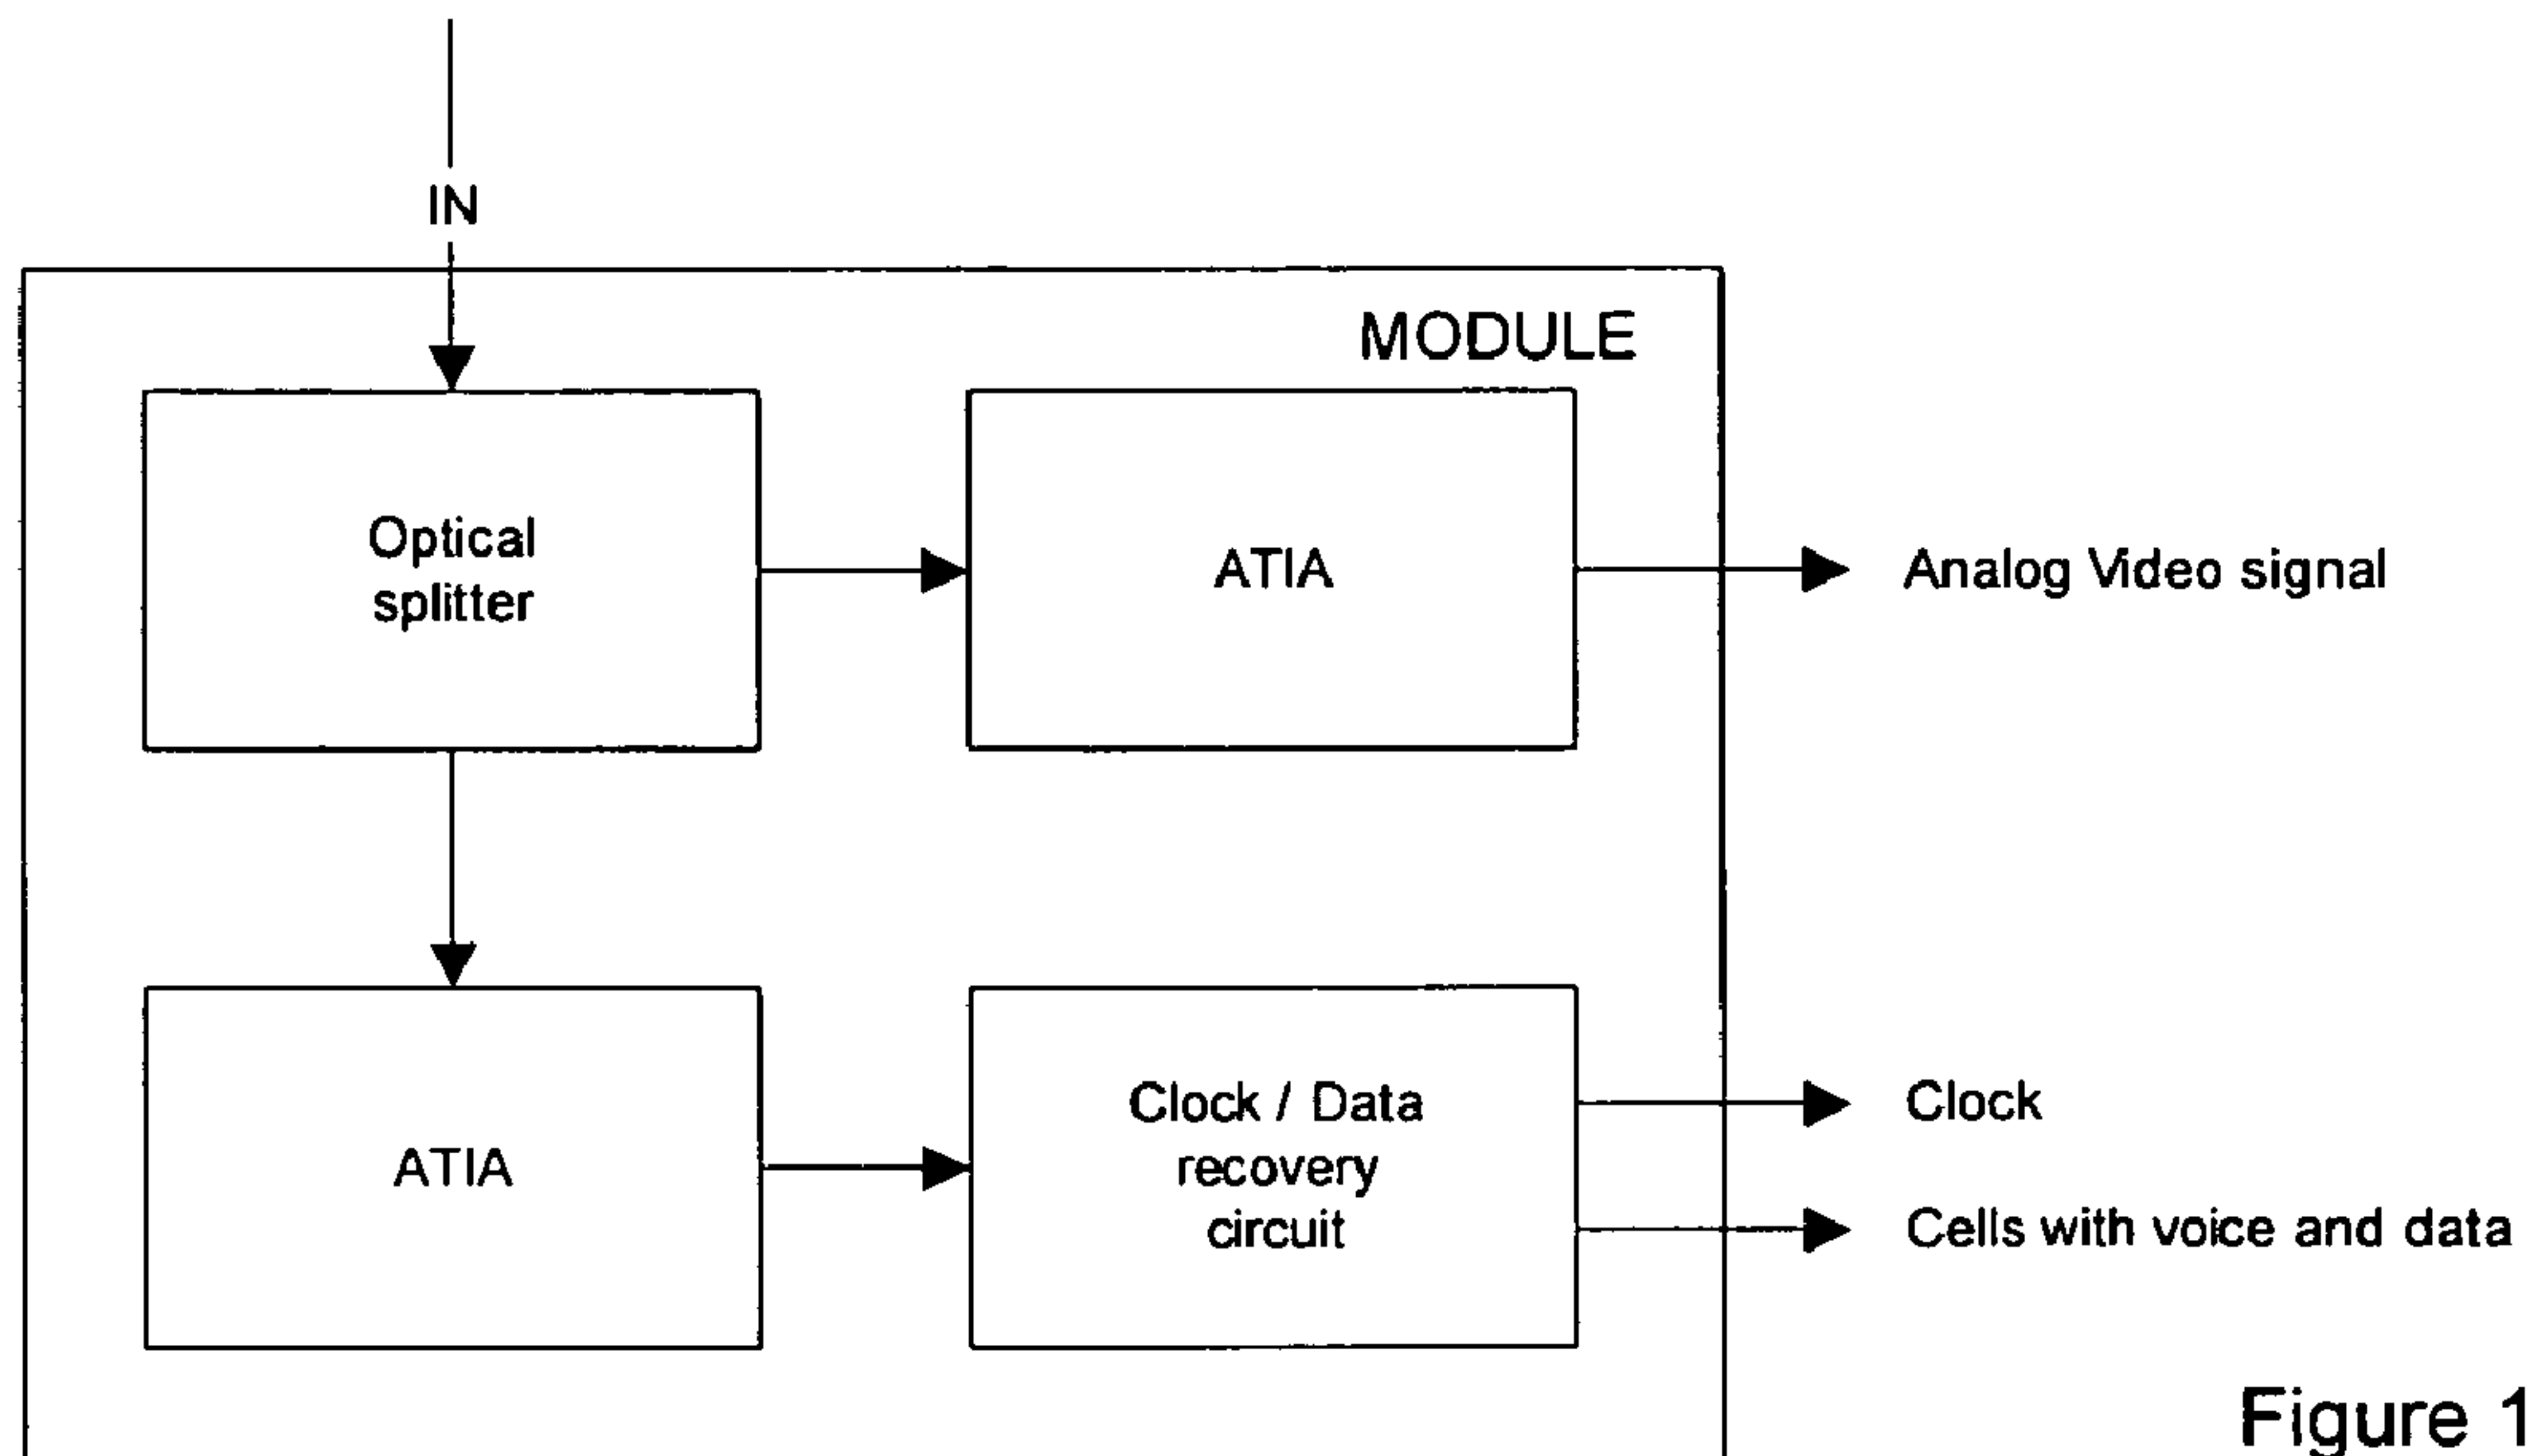 IN
MODULE
Optical
splitter
ATIA
Analog Video signal
ATIA
Clock / Data
recovery
circuit
Clock
Cells with voice and data
Figure 1